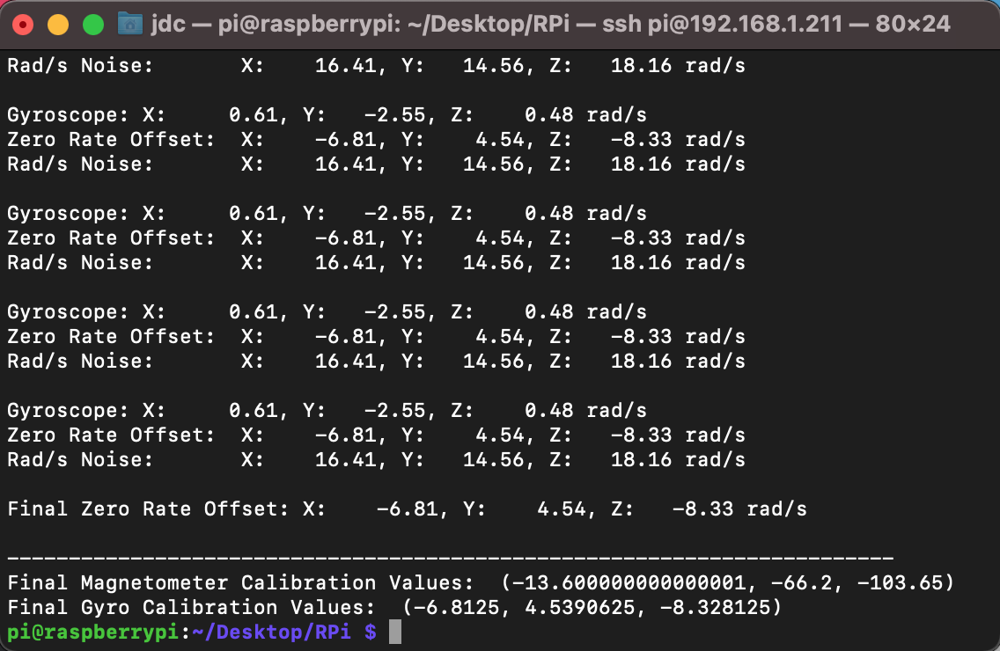 jdc — pi@raspberrypi: ~/Desktop/RPi — ssh pi@192.168.1.211 — 80×24
Rad/s Noise:       X:    16.41, Y:   14.56, Z:   18.16 rad/s
Gyroscope: X:     0.61, Y:   -2.55, Z:    0.48 rad/s
Zero Rate Offset:  X:    -6.81, Y:    4.54, Z:   -8.33 rad/s
Rad/s Noise:       X:    16.41, Y:   14.56, Z:   18.16 rad/s
Gyroscope: X:     0.61, Y:   -2.55, Z:    0.48 rad/s
Zero Rate Offset:  X:    -6.81, Y:    4.54, Z:   -8.33 rad/s
Rad/s Noise:       X:    16.41, Y:   14.56, Z:   18.16 rad/s
Gyroscope: X:     0.61, Y:   -2.55, Z:    0.48 rad/s
Zero Rate Offset:  X:    -6.81, Y:    4.54, Z:   -8.33 rad/s
Rad/s Noise:       X:    16.41, Y:   14.56, Z:   18.16 rad/s
Gyroscope: X:     0.61, Y:   -2.55, Z:    0.48 rad/s
Zero Rate Offset:  X:    -6.81, Y:    4.54, Z:   -8.33 rad/s
Rad/s Noise:       X:    16.41, Y:   14.56, Z:   18.16 rad/s
Final Zero Rate Offset: X:    -6.81, Y:    4.54, Z:   -8.33 rad/s
------------------------------------------------------------------------
Final Magnetometer Calibration Values:  (-13.600000000000001, -66.2, -103.65)
Final Gyro Calibration Values:  (-6.8125, 4.5390625, -8.328125)
pi@raspberrypi:~/Desktop/RPi $